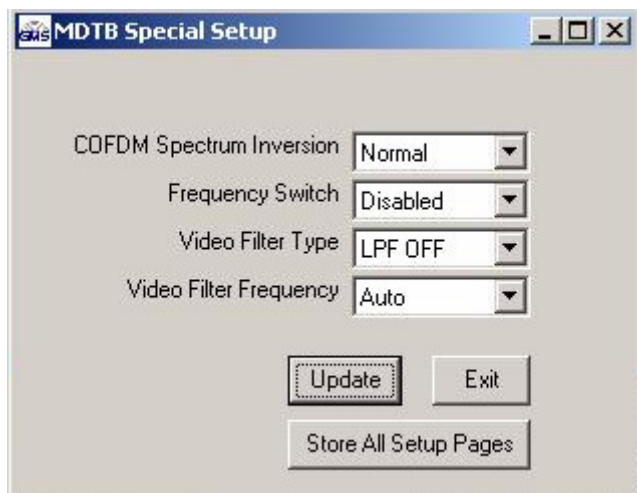 GMS MDTB Special Setup
COFDM Spectrum Inversion Normal
Frequency Switch Disabled
Video Filter Type LPF OFF
Video Filter Frequency Auto
Update Exit
Store All Setup Pages